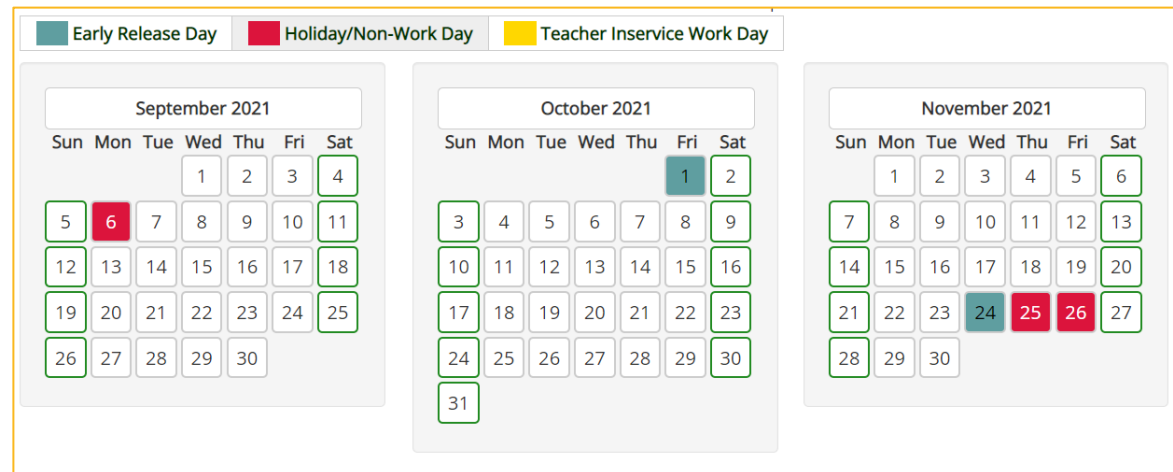 Early Release Day Holiday/Non-Work Day Teacher Inservice Work Day
September 2021
Sun Mon Tue Wed Thu Fri Sat
1 2 3 4
5 6 7 8 9 10 11
12 13 14 15 16 17 18
19 20 21 22 23 24 25
26 27 28 29 30
October 2021
Sun Mon Tue Wed Thu Fri Sat
1 2
3 4 5 6 7 8 9
10 11 12 13 14 15 16
17 18 19 20 21 22 23
24 25 26 27 28 29 30
31
November 2021
Sun Mon Tue Wed Thu Fri Sat
1 2 3 4 5 6
7 8 9 10 11 12 13
14 15 16 17 18 19 20
21 22 23 24 25 26 27
28 29 30